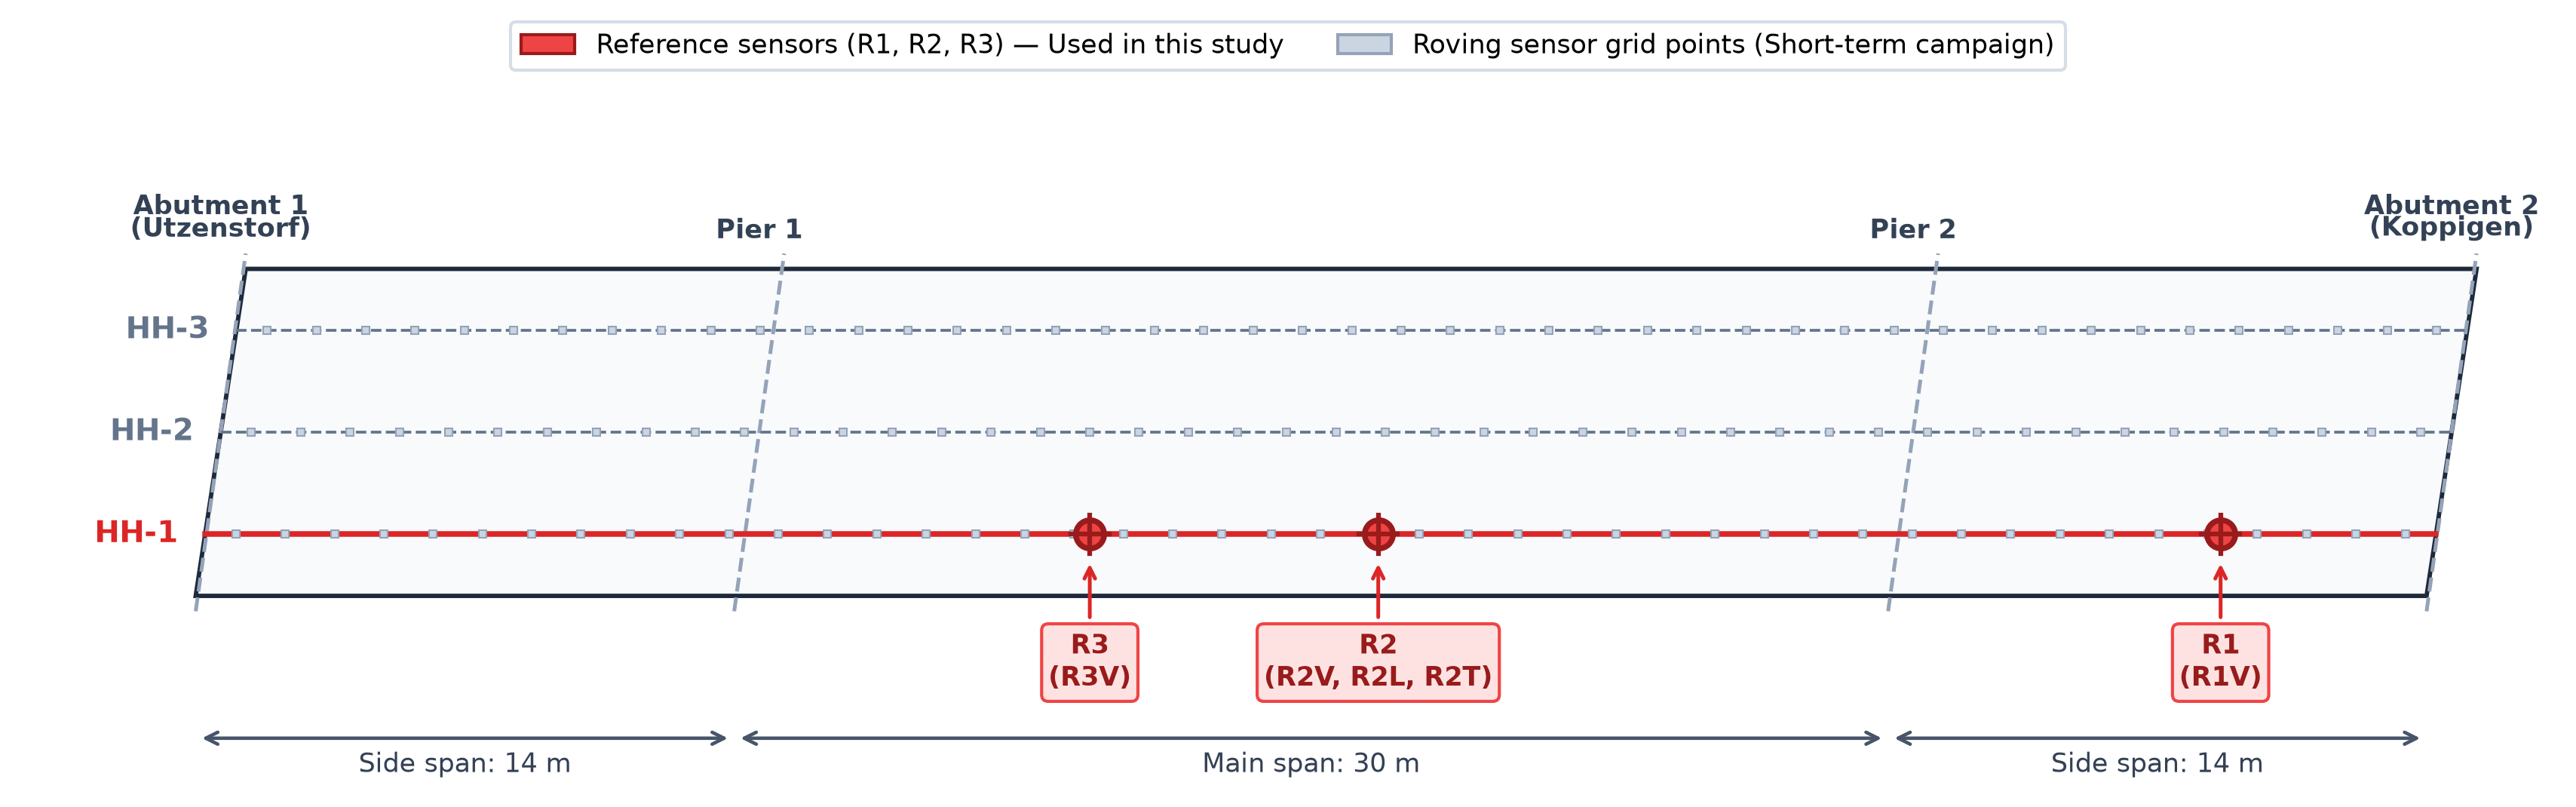 Reference sensors (R1, R2, R3) — Used in this study
Roving sensor grid points (Short-term campaign)
Abutment 1
(Utzenstorf)
Pier 1
Pier 2
Abutment 2
(Koppigen)
HH-3
HH-2
HH-1
R3
(R3V)
R2
(R2V, R2L, R2T)
R1
(R1V)
Side span: 14 m
Main span: 30 m
Side span: 14 m